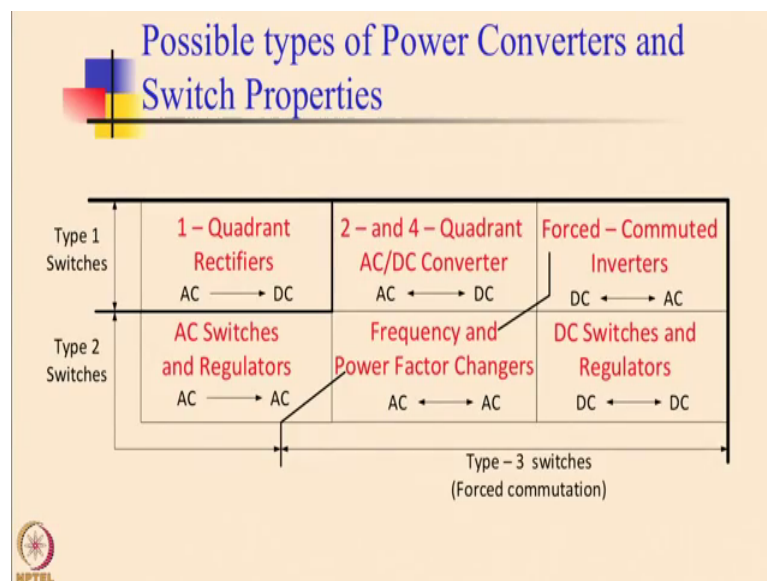 Possible types of Power Converters and
Switch Properties
Type 1
Switches
1 – Quadrant
Rectifiers
AC DC
2 – and 4 – Quadrant
AC/DC Converter
AC DC
Forced – Commuted
Inverters
DC AC
Type 2
Switches
AC Switches
and Regulators
AC AC
Frequency and
Power Factor Changers
AC AC
DC Switches and
Regulators
DC DC
Type – 3 switches
(Forced commutation)
NPTEL